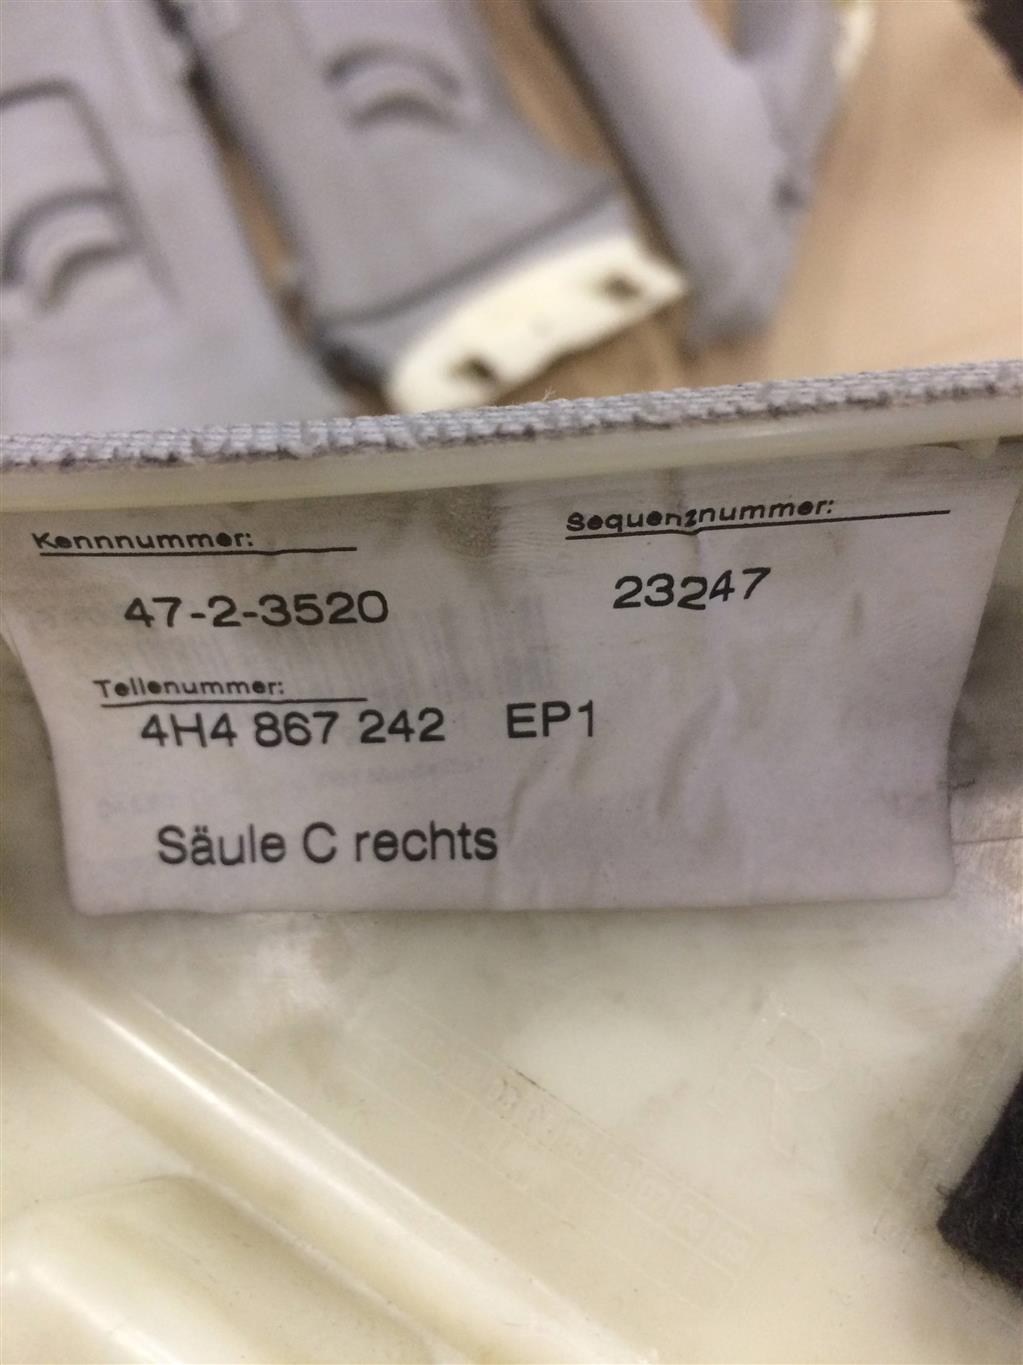 Kennnummer:
Sequenznummer:
47-2-3520
23247
Teilenummer:
4H4 867 242 EP1
Säule C rechts
R